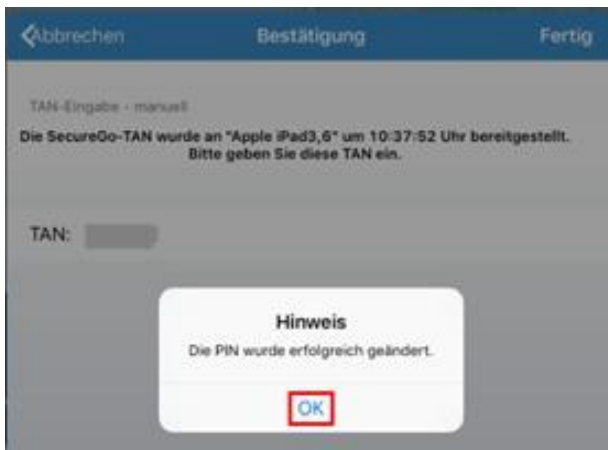 Abbrechen Bestätigung Fertig
TAN-Eingabe - manuell
Die SecureGo-TAN wurde an "Apple iPad3,6" um 10:37:52 Uhr bereitgestellt.
Bitte geben Sie diese TAN ein.
TAN:
Hinweis
Die PIN wurde erfolgreich geändert.
OK